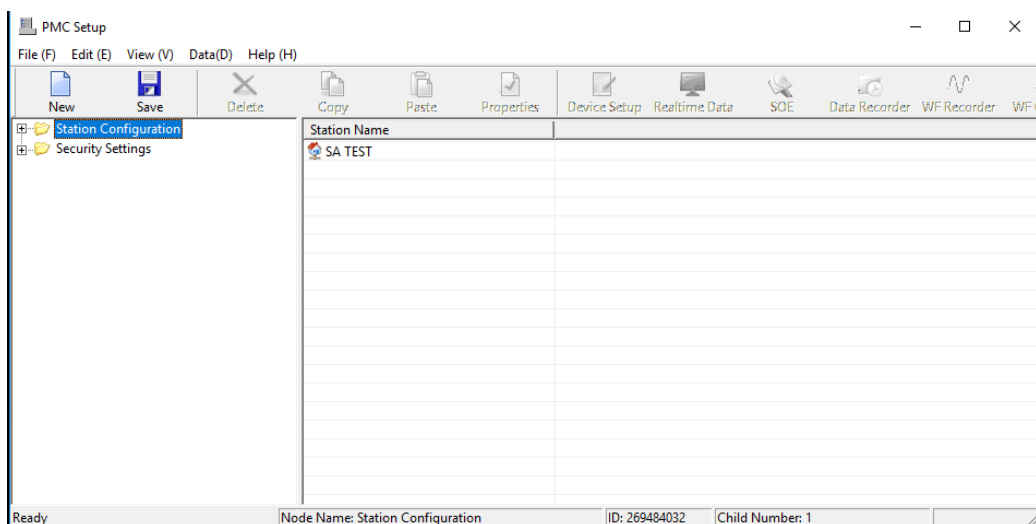 PMC Setup
File (F) Edit (E) View (V) Data(D) Help (H)
New Save Delete Copy Paste Properties Device Setup Realtime Data SOE Data Recorder WF Recorder WF
Station Configuration
Security Settings
Station Name
SA TEST
Ready Node Name: Station Configuration ID: 269484032 Child Number: 1